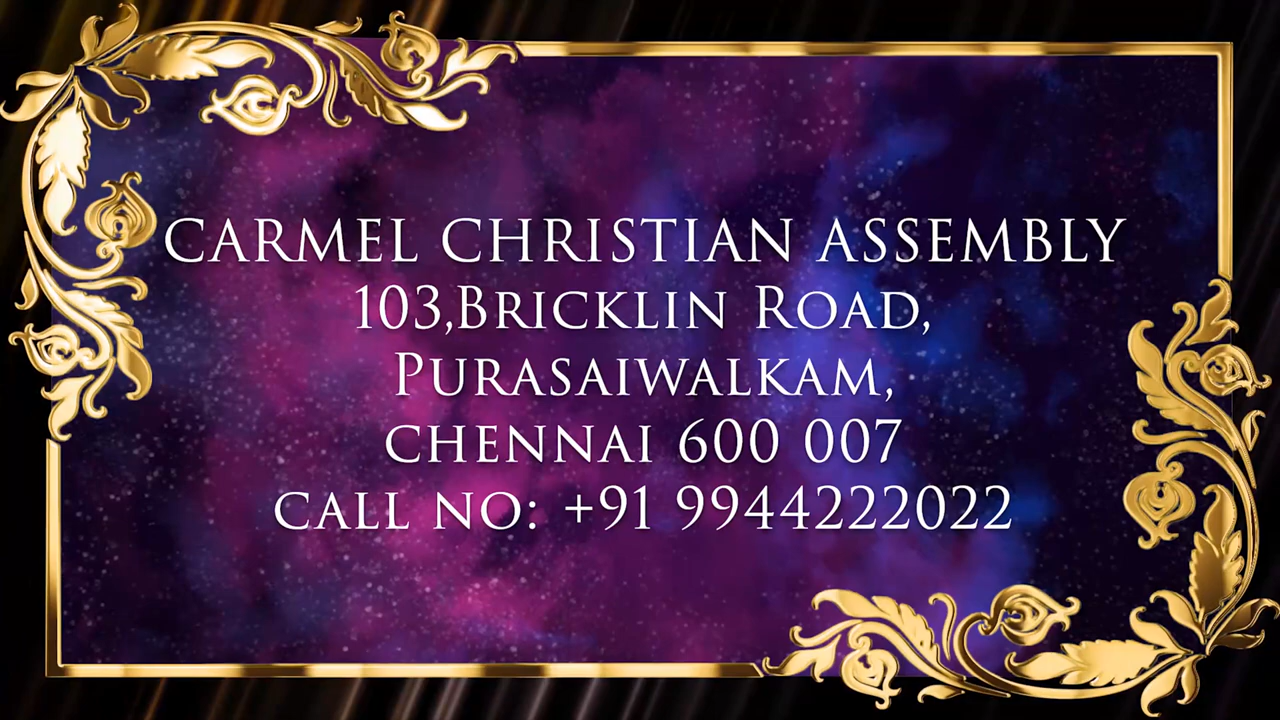 CARMEL CHRISTIAN ASSEMBLY
103,Bricklin Road,
Purasaiwalkam,
chennai 600 007
call no: +91 9944222022